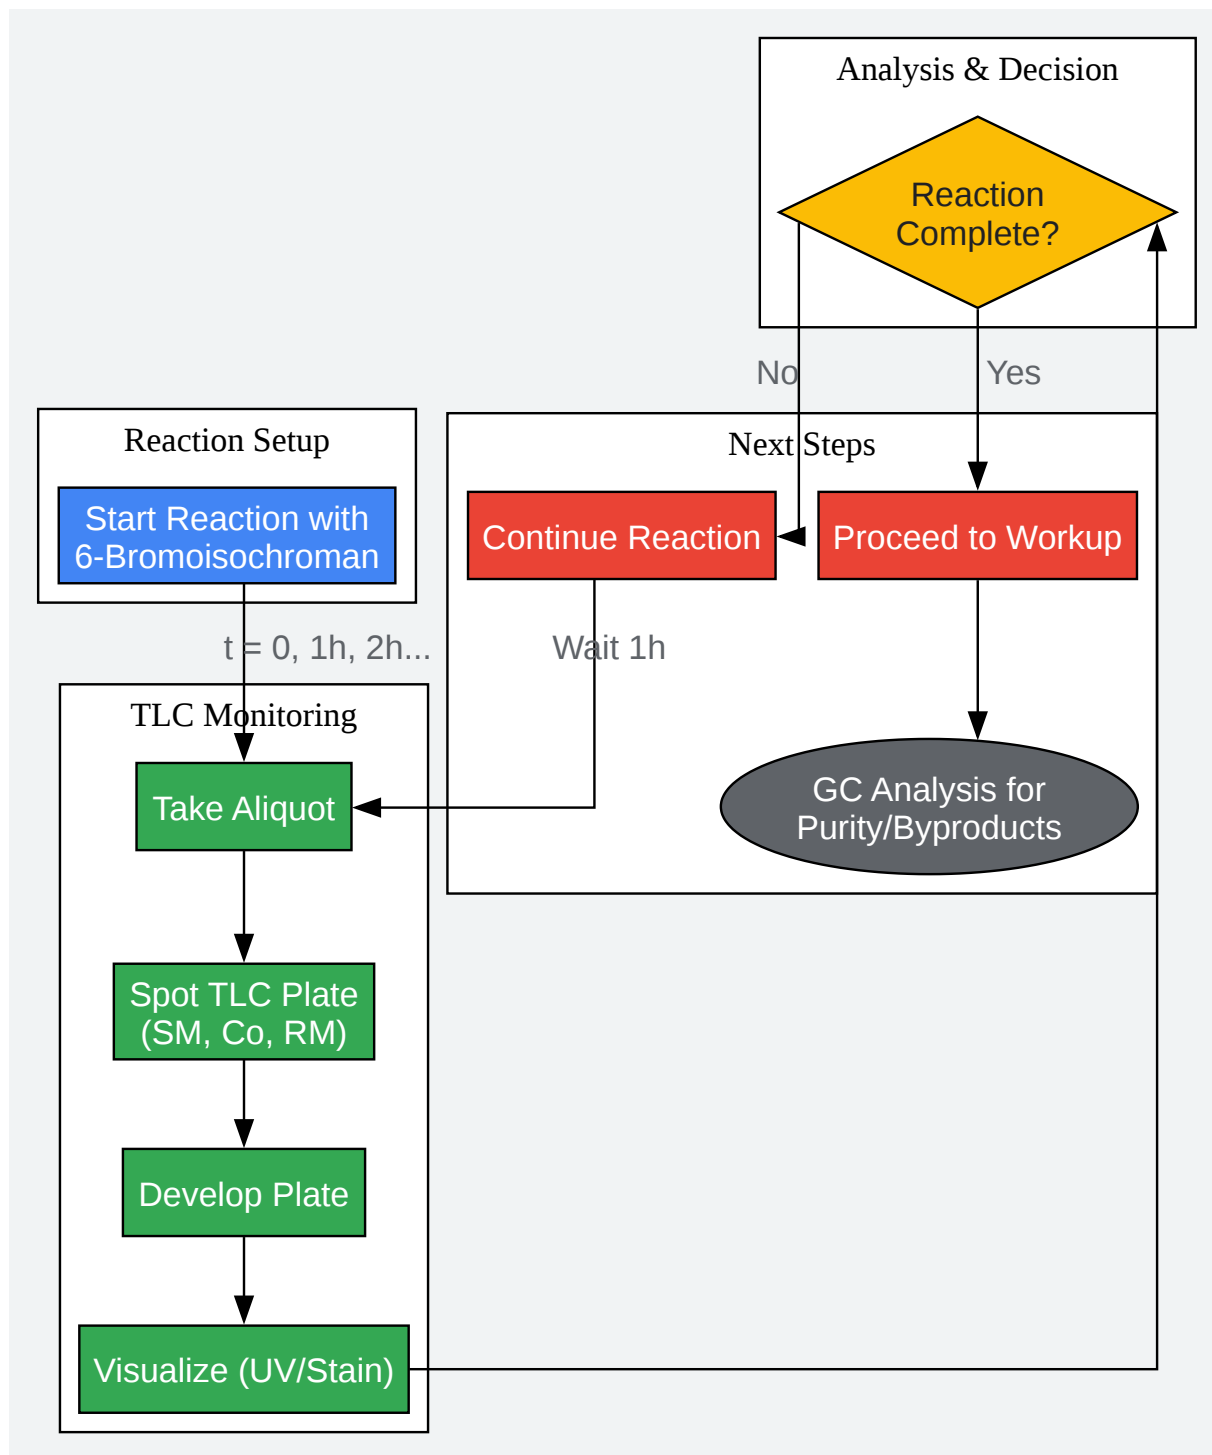 Analysis & Decision
Reaction
Complete?
No
Yes
Reaction Setup
Start Reaction with
6-Bromoisochroman
t = 0, 1h, 2h...
Next Steps
Continue Reaction
Proceed to Workup
Wait 1h
GC Analysis for
Purity/Byproducts
TLC Monitoring
Take Aliquot
Spot TLC Plate
(SM, Co, RM)
Develop Plate
Visualize (UV/Stain)